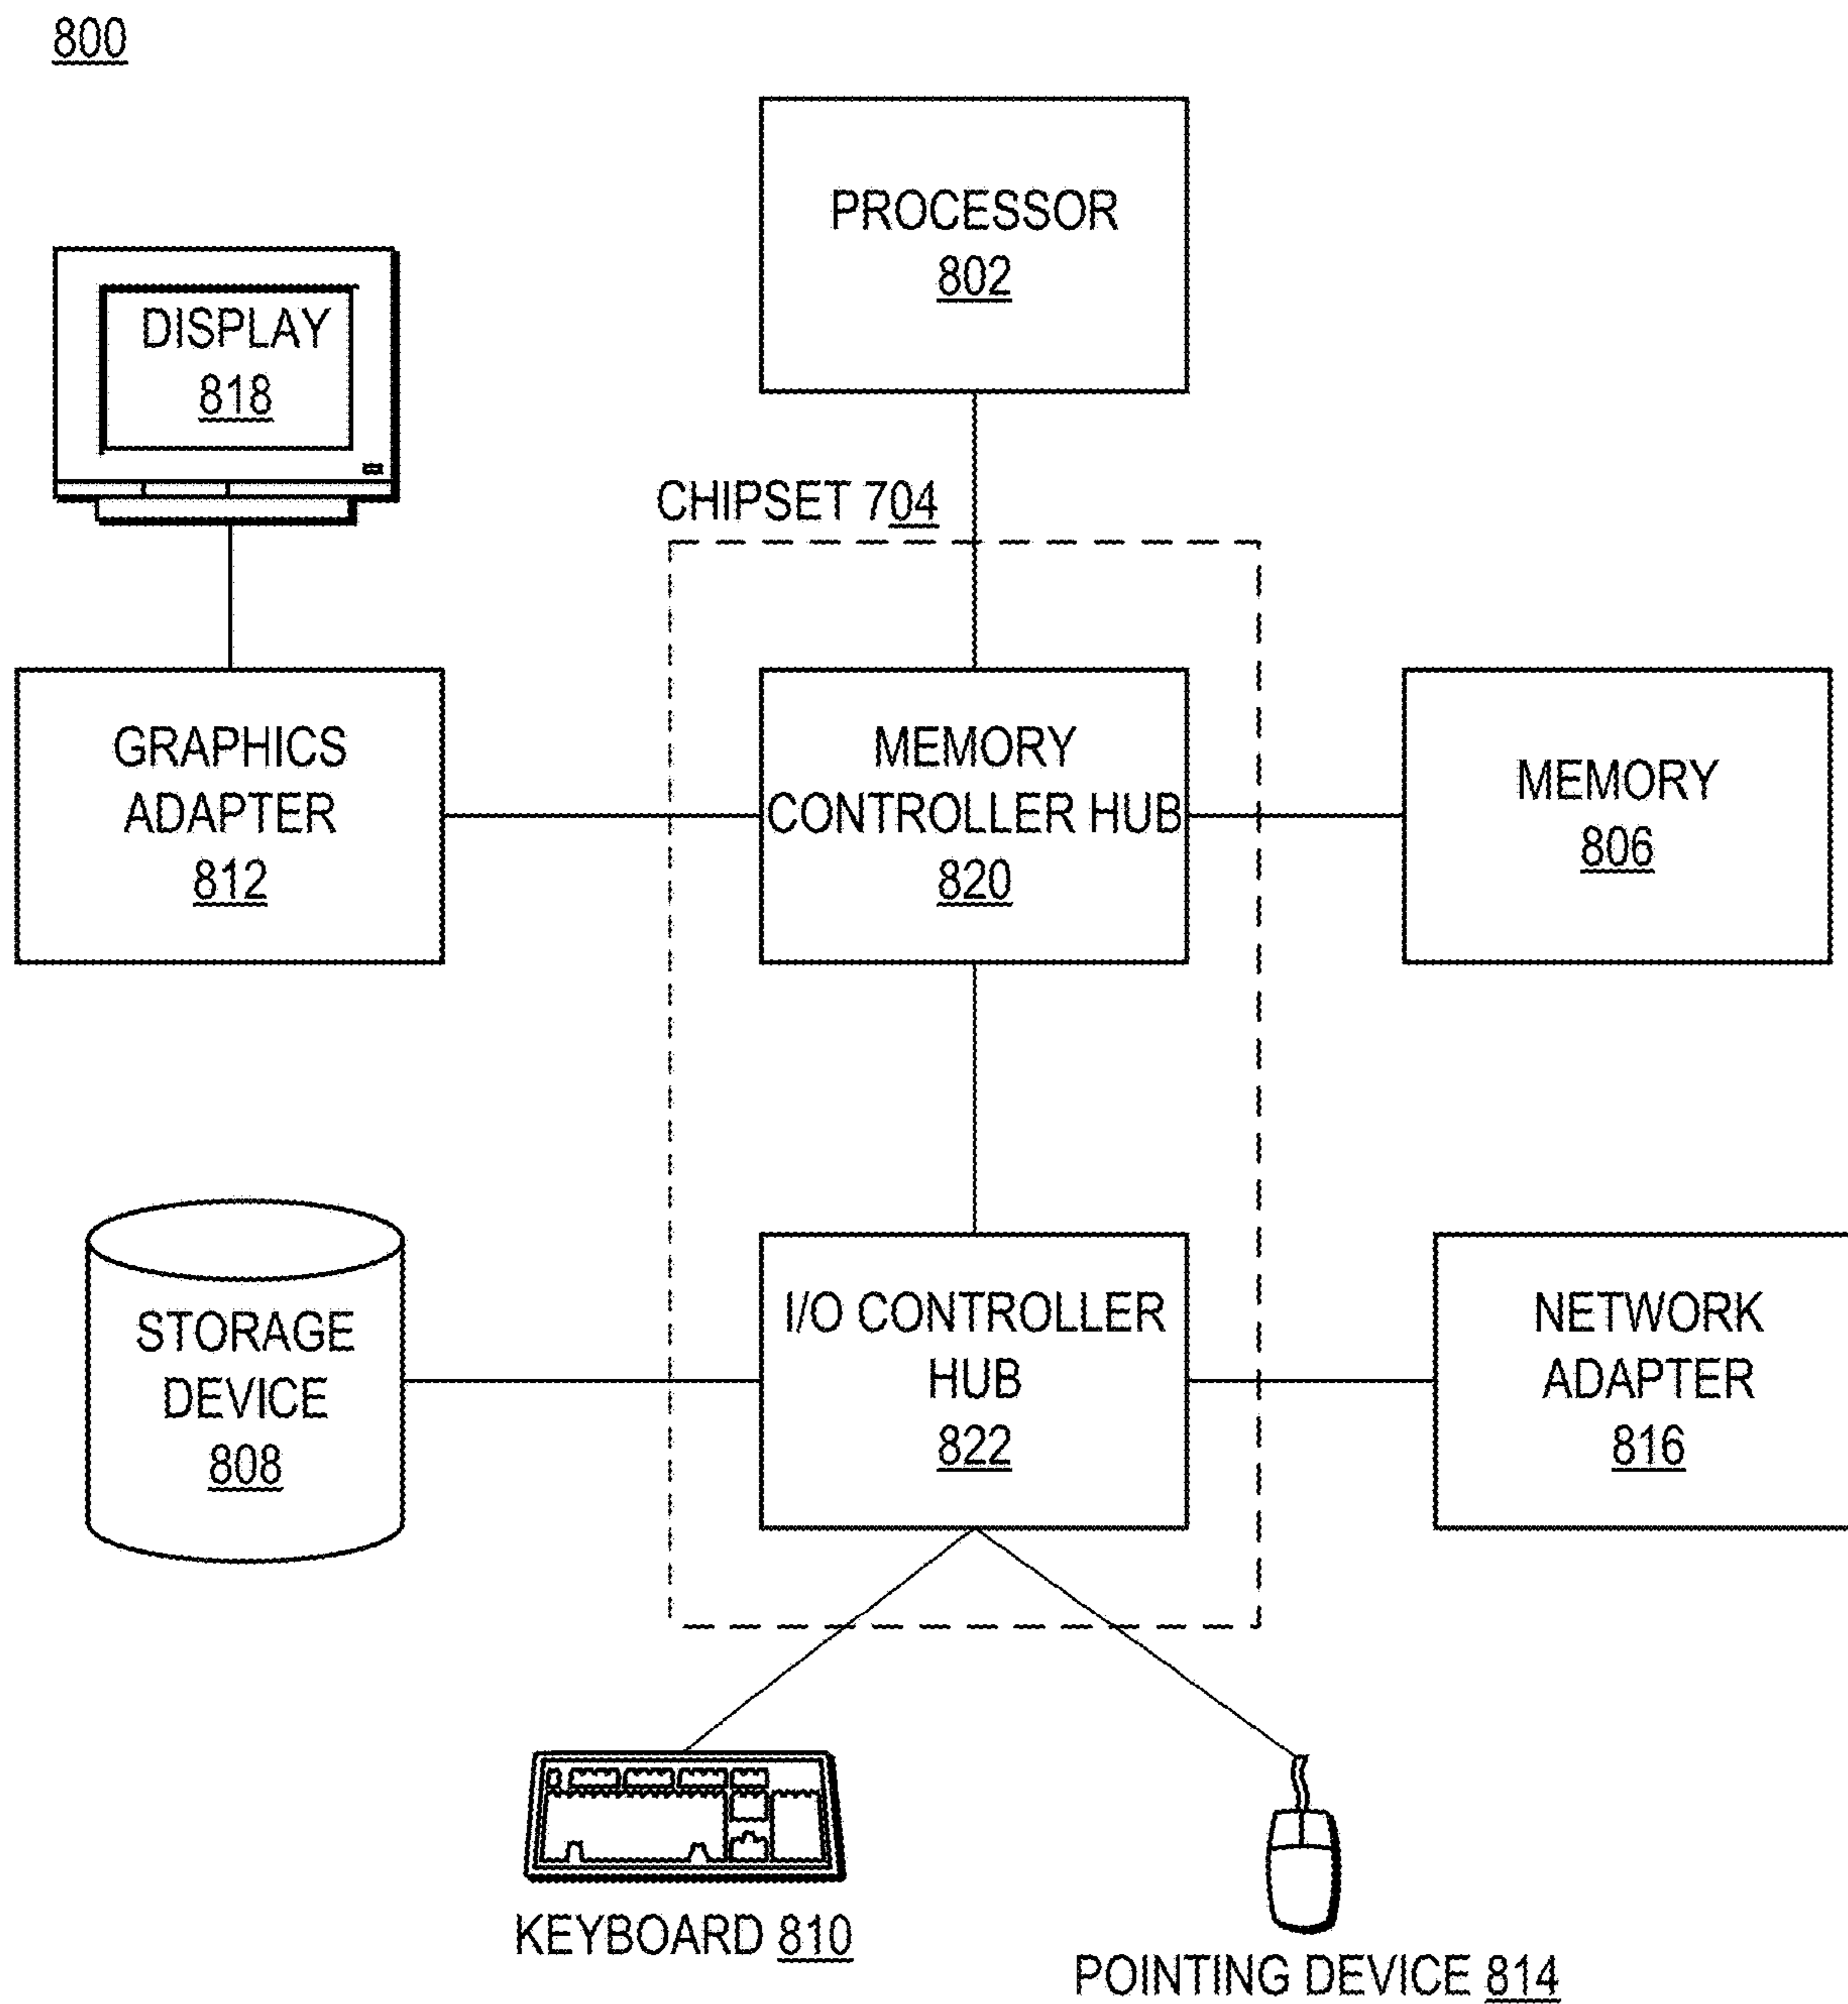 800
PROCESSOR
802
DISPLAY
818
CHIPSET 704
GRAPHICS
ADAPTER
812
MEMORY
CONTROLLER HUB
820
MEMORY
806
STORAGE
DEVICE
808
I/O CONTROLLER
HUB
822
NETWORK
ADAPTER
816
KEYBOARD 810
POINTING DEVICE 814